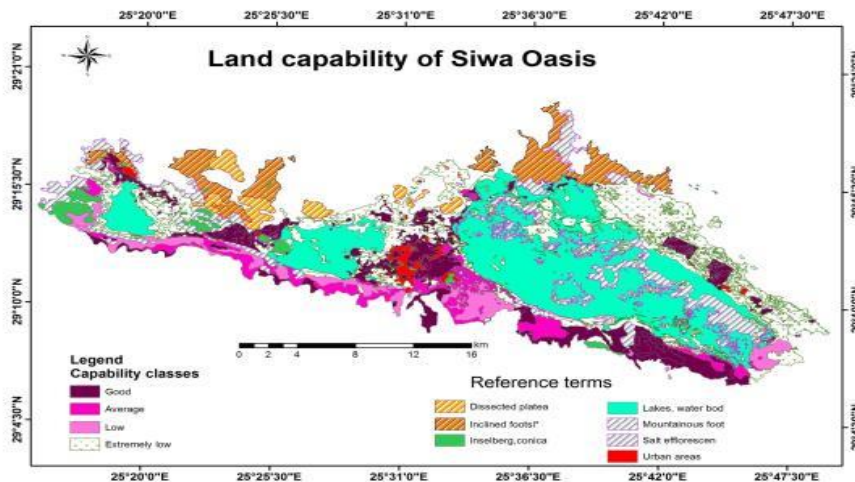 25°20'0"E 25°25'30"E 25°31'0"E 25°36'30"E 25°42'0"E 25°47'30"E
Land capability of Siwa Oasis
29°21'0"N
29°15'30"N
29°10'0"N
29°4'30"N
0 2 4 8 12 16
km
Legend
Capability classes
Good
Average
Low
Extremely low
Reference terms
Dissected platea
Inclined footsl*
Inselberg,conica
Lakes, water bod
Mountainous foot
Salt efflorescen
Urban areas
25°20'0"E 25°25'30"E 25°31'0"E 25°36'30"E 25°42'0"E 25°47'30"E